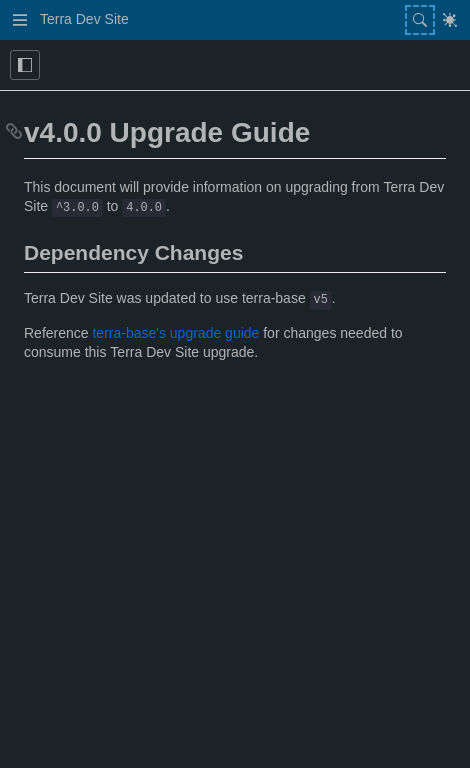 Terra Dev Site
v4.0.0 Upgrade Guide
This document will provide information on upgrading from Terra Dev
Site ^3.0.0 to 4.0.0.
Dependency Changes
Terra Dev Site was updated to use terra-base v5.
Reference terra-base's upgrade guide for changes needed to
consume this Terra Dev Site upgrade.